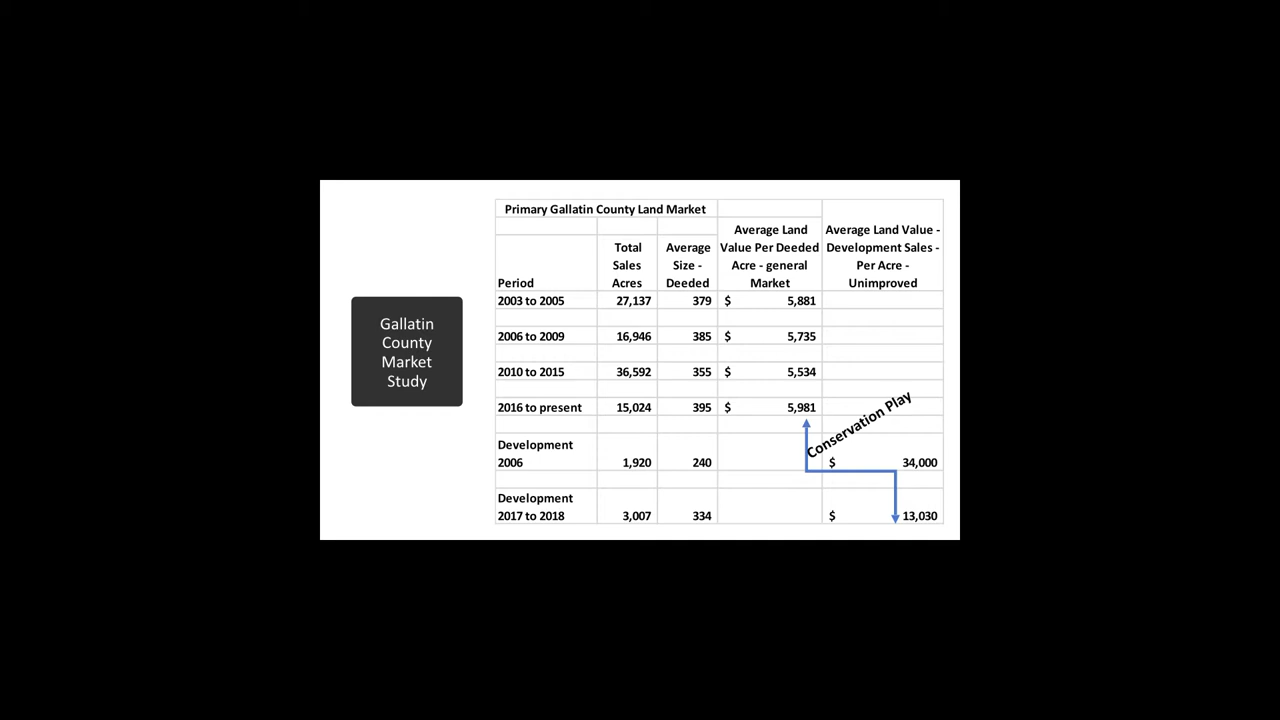 Gallatin
County
Market
Study
Primary Gallatin County Land Market
Period
Total
Sales
Acres
Average
Size -
Deeded
Average Land
Value Per Deeded
Acre - general
Market
Average Land Value -
Development Sales -
Per Acre -
Unimproved
2003 to 2005 27,137 379 $ 5,881
2006 to 2009 16,946 385 $ 5,735
2010 to 2015 36,592 355 $ 5,534
2016 to present 15,024 395 $ 5,981
Conservation Play
Development
2006 1,920 240 $ 34,000
Development
2017 to 2018 3,007 334 $ 13,030